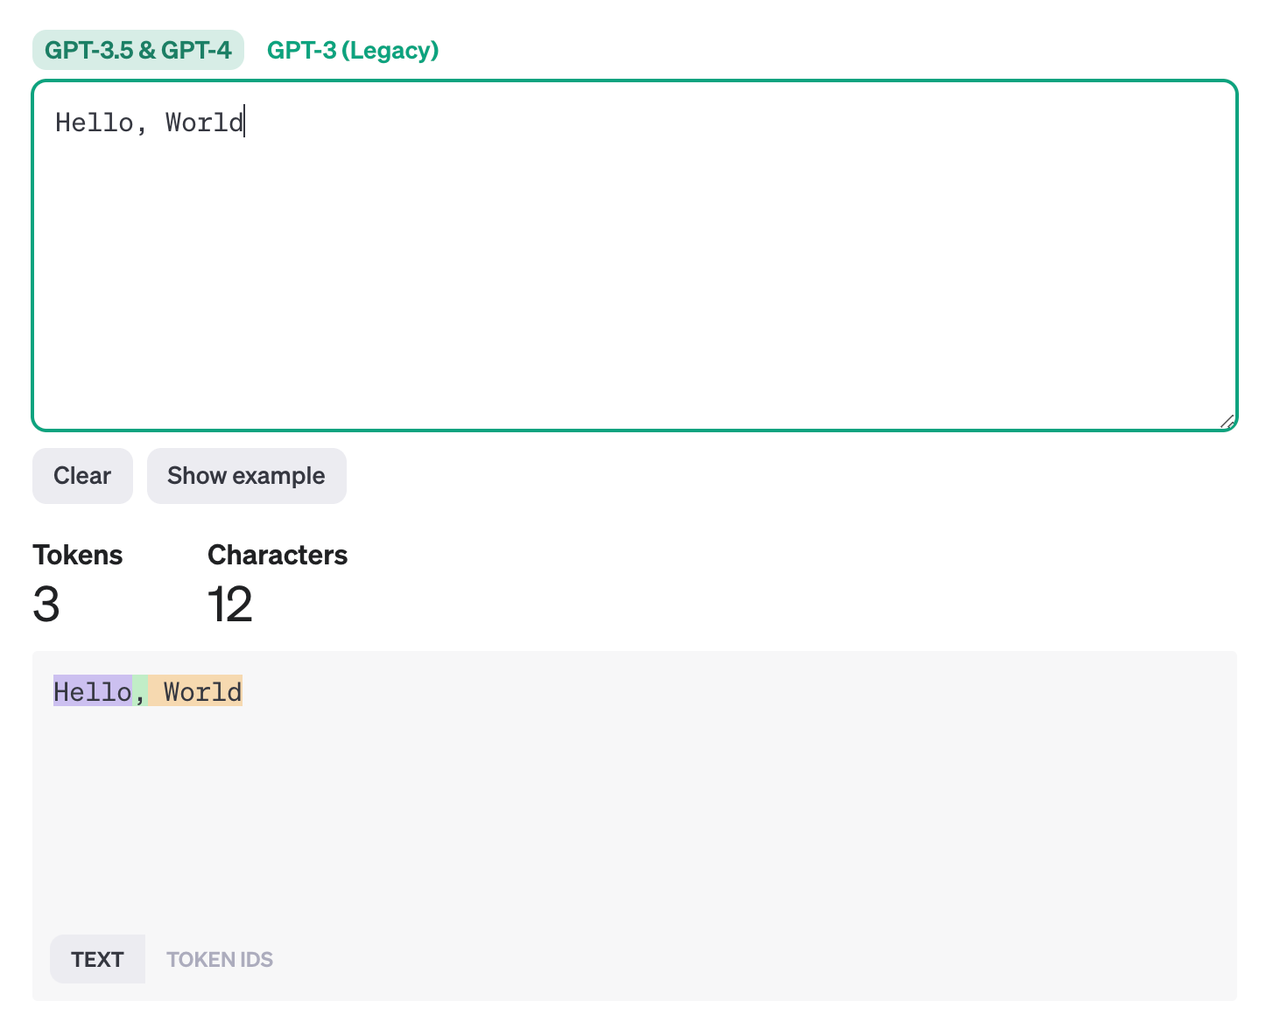 GPT-3.5 & GPT-4 GPT-3 (Legacy)
Hello, World
Clear Show example
Tokens Characters
3 12
Hello, World
TEXT TOKEN IDS